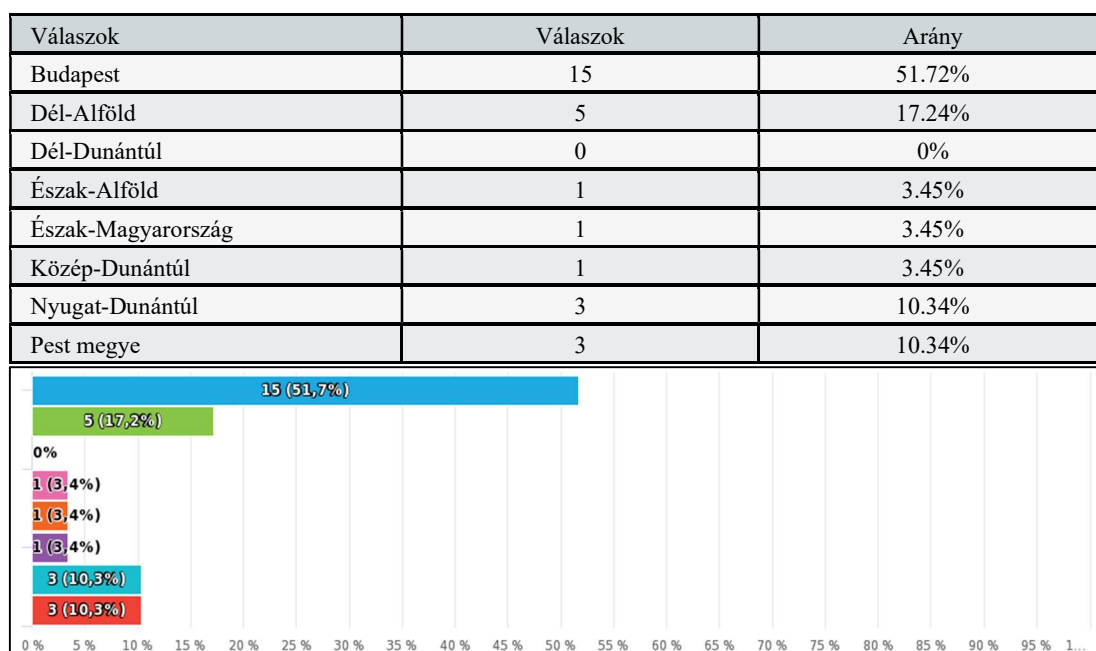 Válaszok Válaszok Arány
Budapest 15 51.72%
Dél-Alföld 5 17.24%
Dél-Dunántúl 0 0%
Észak-Alföld 1 3.45%
Észak-Magyarország 1 3.45%
Közép-Dunántúl 1 3.45%
Nyugat-Dunántúl 3 10.34%
Pest megye 3 10.34%
15 (51,7%)
5 (17,2%)
0%
1 (3,4%)
1 (3,4%)
1 (3,4%)
3 (10,3%)
3 (10,3%)
0 % 5 % 10 % 15 % 20 % 25 % 30 % 35 % 40 % 45 % 50 % 55 % 60 % 65 % 70 % 75 % 80 % 85 % 90 % 95 % 1...